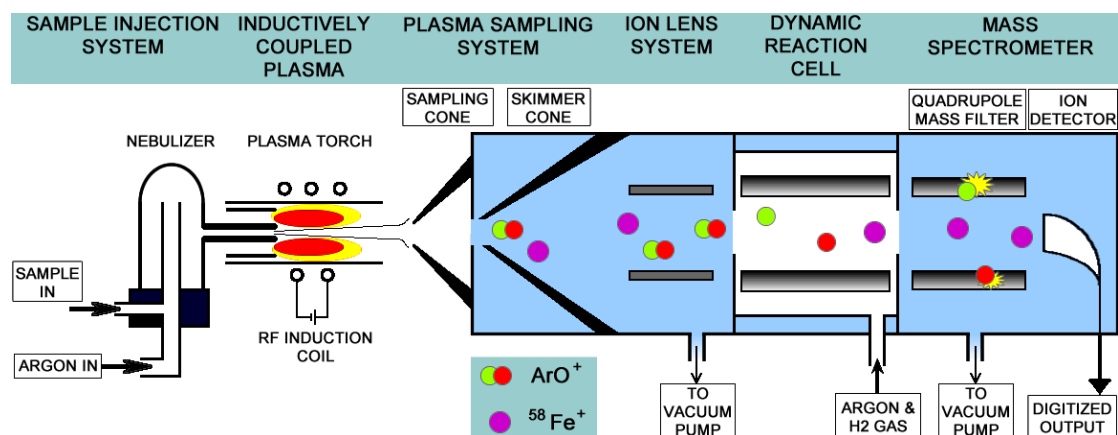 SAMPLE INJECTION
SYSTEM
INDUCTIVELY
COUPLED
PLASMA
PLASMA SAMPLING
SYSTEM
ION LENS
SYSTEM
DYNAMIC
REACTION
CELL
MASS
SPECTROMETER
SAMPLING
CONE
SKIMMER
CONE
QUADRUPOLE
MASS FILTER
ION
DETECTOR
NEBULIZER
PLASMA TORCH
SAMPLE
IN
ARGON IN
RF INDUCTION
COIL
ArO+
58Fe+
TO
VACUUM
PUMP
ARGON &
H2 GAS
TO
VACUUM
PUMP
DIGITIZED
OUTPUT